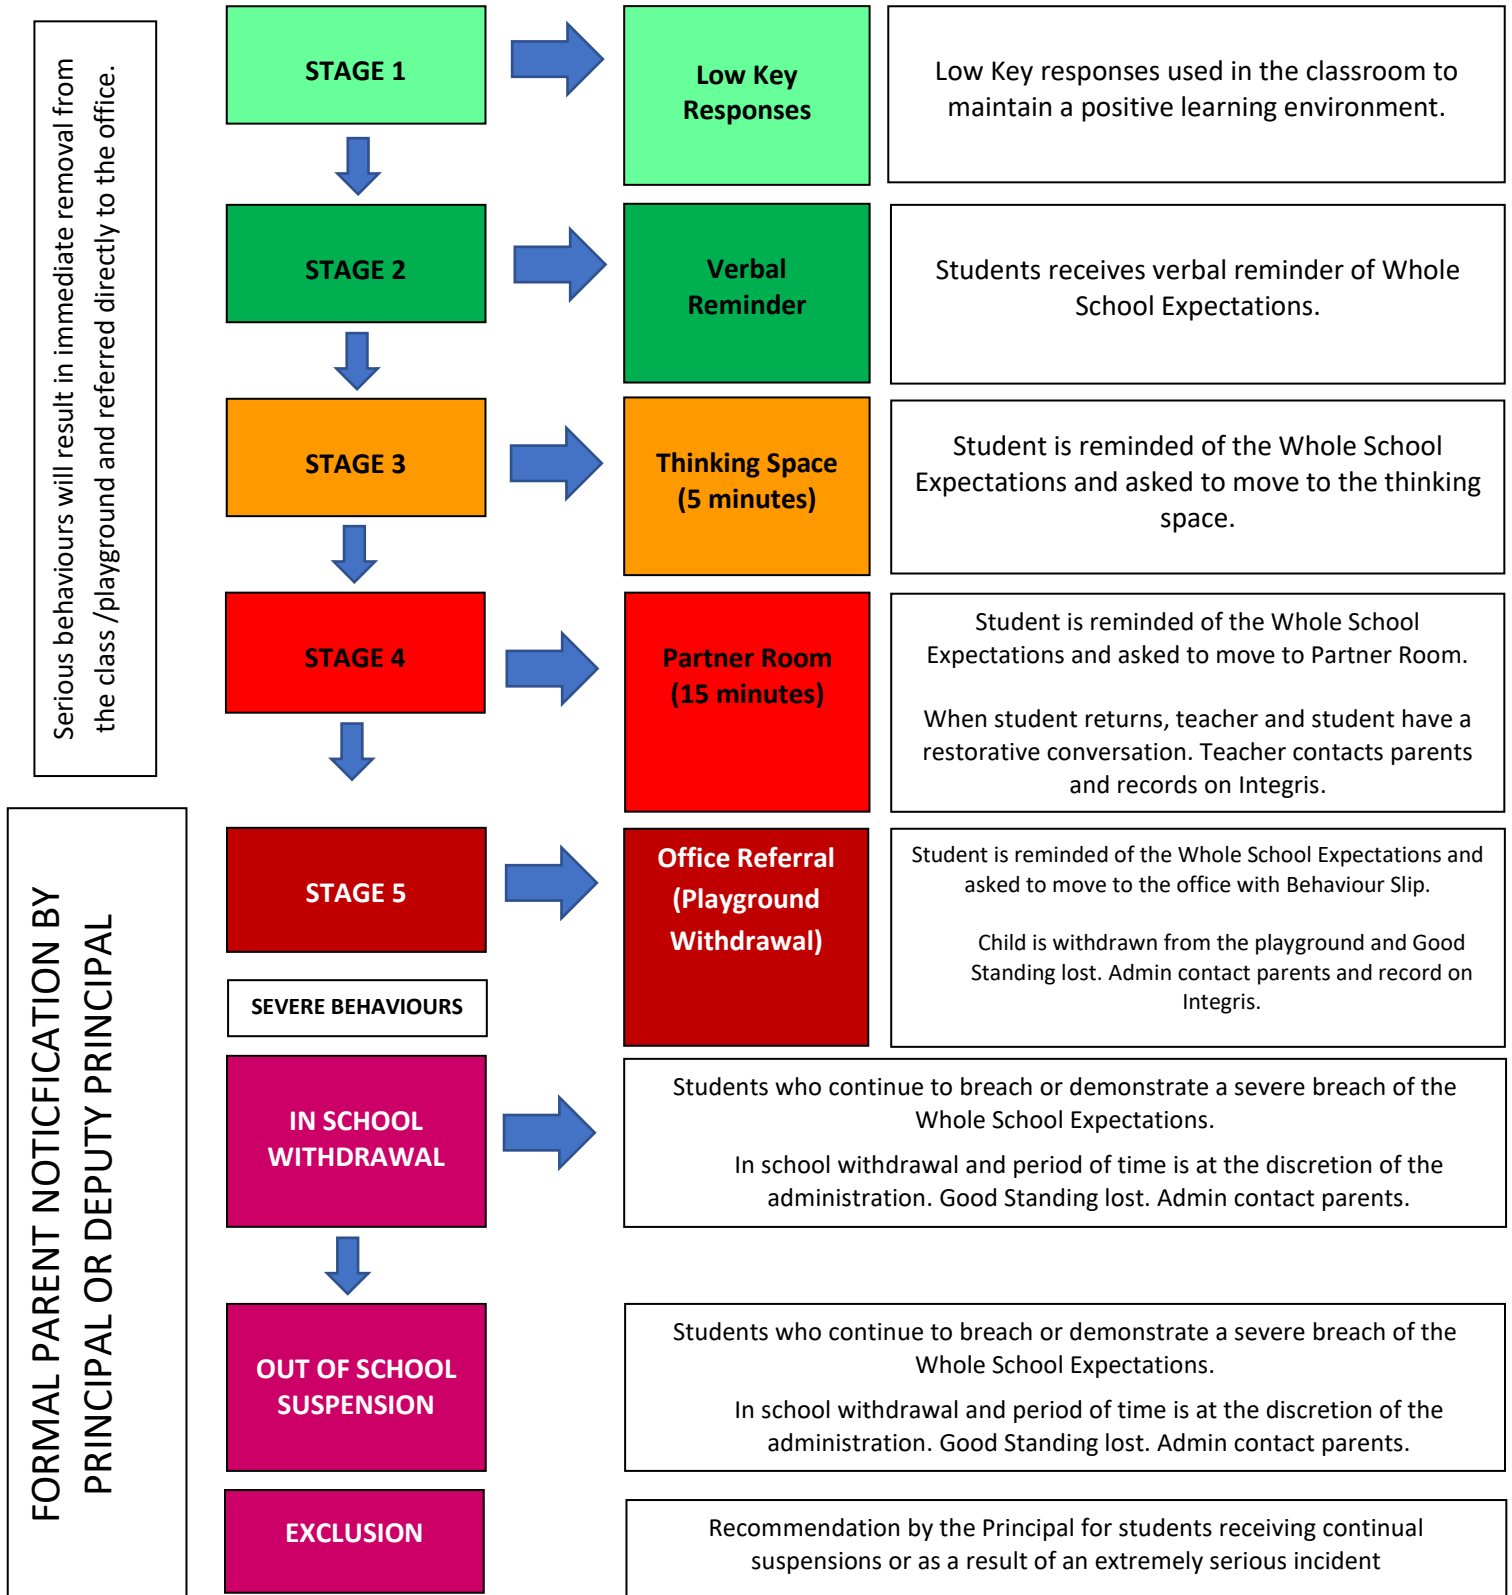 Serious behaviours will result in immediate removal from
the class /playground and referred directly to the office.
STAGE 1
Low Key
Responses
Low Key responses used in the classroom to
maintain a positive learning environment.
STAGE 2
Verbal
Reminder
Students receives verbal reminder of Whole
School Expectations.
STAGE 3
Thinking Space
(5 minutes)
Student is reminded of the Whole School
Expectations and asked to move to the thinking
space.
STAGE 4
Partner Room
(15 minutes)
Student is reminded of the Whole School
Expectations and asked to move to Partner Room.
When student returns, teacher and student have a
restorative conversation. Teacher contacts parents
and records on Integris.
FORMAL PARENT NOTICFICATION BY
PRINCIPAL OR DEPUTY PRINCIPAL
STAGE 5
Office Referral
(Playground
Withdrawal)
Student is reminded of the Whole School Expectations and
asked to move to the office with Behaviour Slip.
Child is withdrawn from the playground and Good
Standing lost. Admin contact parents and record on
Integris.
SEVERE BEHAVIOURS
IN SCHOOL
WITHDRAWAL
Students who continue to breach or demonstrate a severe breach of the
Whole School Expectations.
In school withdrawal and period of time is at the discretion of the
administration. Good Standing lost. Admin contact parents.
OUT OF SCHOOL
SUSPENSION
Students who continue to breach or demonstrate a severe breach of the
Whole School Expectations.
In school withdrawal and period of time is at the discretion of the
administration. Good Standing lost. Admin contact parents.
EXCLUSION
Recommendation by the Principal for students receiving continual
suspensions or as a result of an extremely serious incident